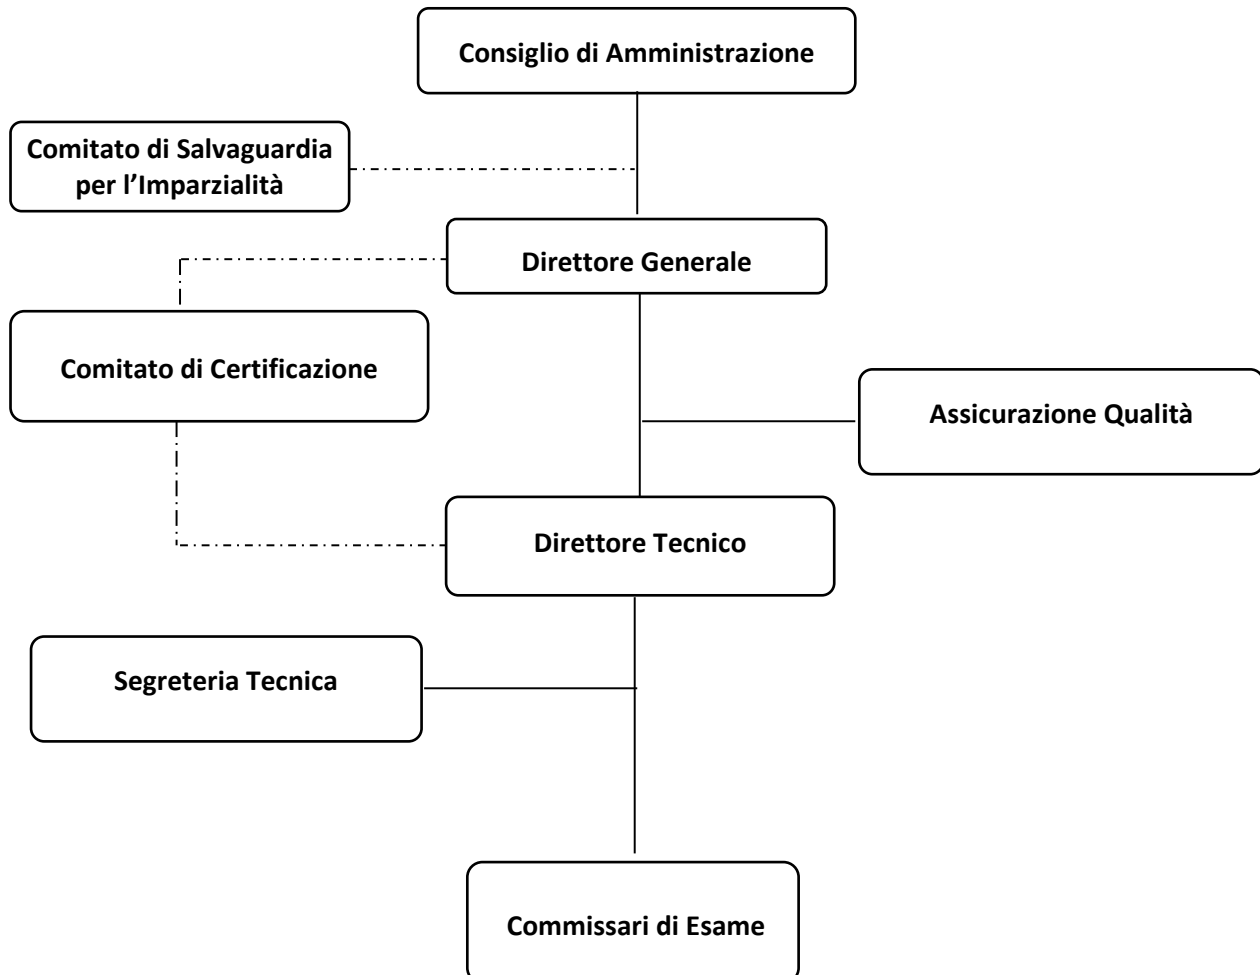 Consiglio di Amministrazione
Comitato di Salvaguardia
per l’Imparzialità
Direttore Generale
Comitato di Certificazione
Assicurazione Qualità
Direttore Tecnico
Segreteria Tecnica
Commissari di Esame